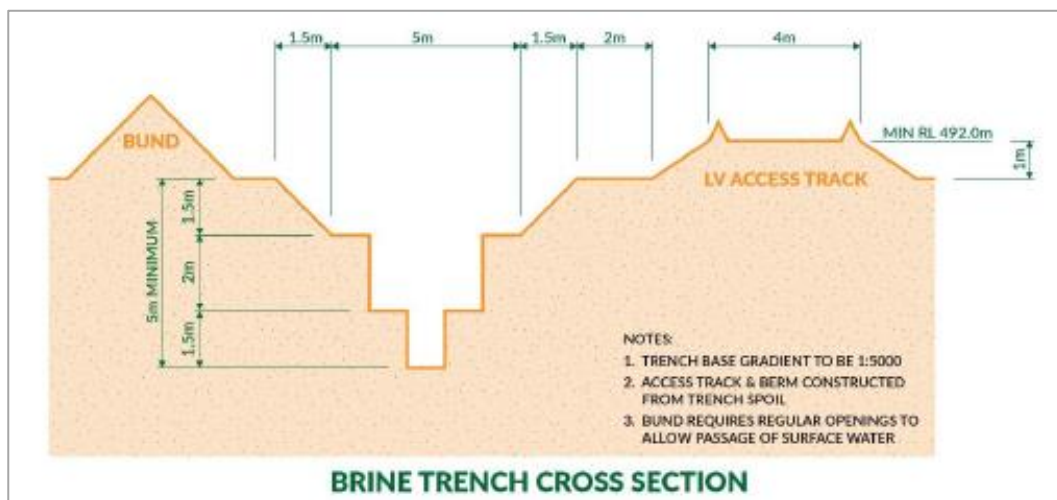 1.5m 5m 1.5m 2m 4m
BUND
MIN RL 492.0m
1m
LV ACCESS TRACK
5m MINIMUM
1.5m
2m
1.5m
NOTES:
1. TRENCH BASE GRADIENT TO BE 1:5000
2. ACCESS TRACK & BERM CONSTRUCTED
FROM TRENCH SPOIL
3. BUND REQUIRES REGULAR OPENINGS TO
ALLOW PASSAGE OF SURFACE WATER
BRINE TRENCH CROSS SECTION